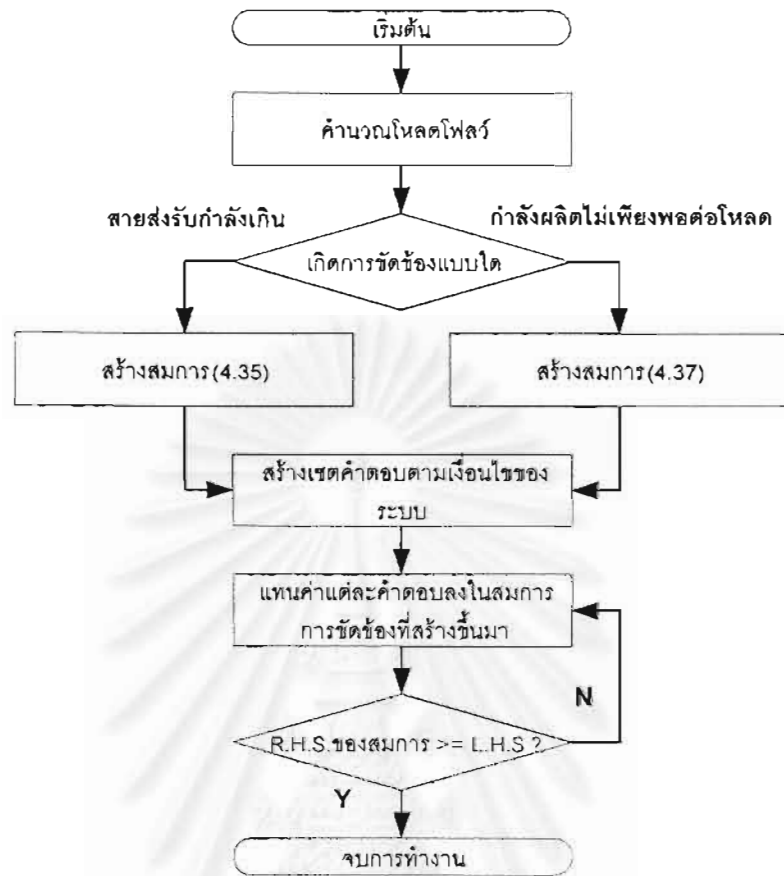 เริ่มต้น
คำนวณโหลดโฟลว์
สายส่งรับกำลังเกิน
กำลังผลิตไม่เพียงพอต่อโหลด
เกิดการขัดข้องแบบใด
สร้างสมการ(4.35)
สร้างสมการ(4.37)
สร้างเซตคำตอบตามเงื่อนไขของ
ระบบ
แทนค่าแต่ละคำตอบลงในสมการ
การขัดข้องที่สร้างขึ้นมา
N
R.H.S.ของสมการ >= L.H.S ?
Y
จบการทำงาน